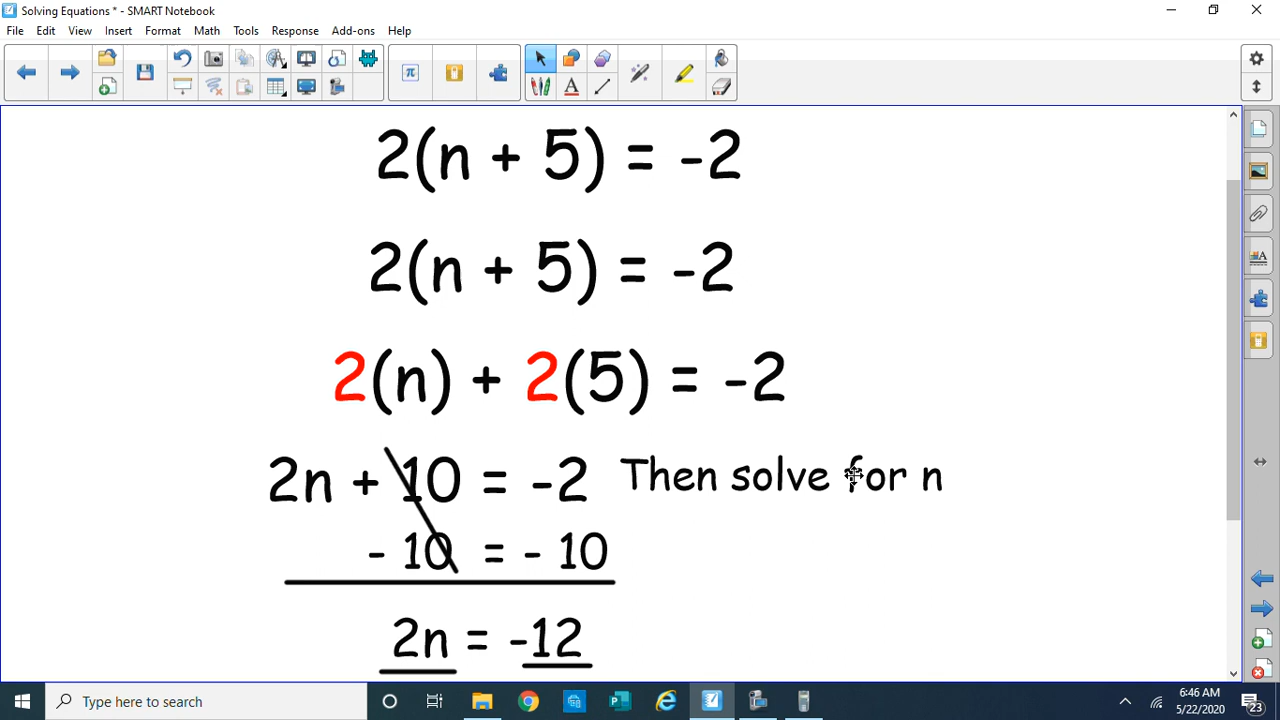 Solving Equations * - SMART Notebook
File Edit View Insert Format Math Tools Response Add-ons Help
π
A
2(n + 5) = -2
2(n + 5) = -2
2(n) + 2(5) = -2
2n + 10 = -2 Then solve for n
- 10 = - 10
2n = -12
Type here to search
6:46 AM
5/22/2020
23